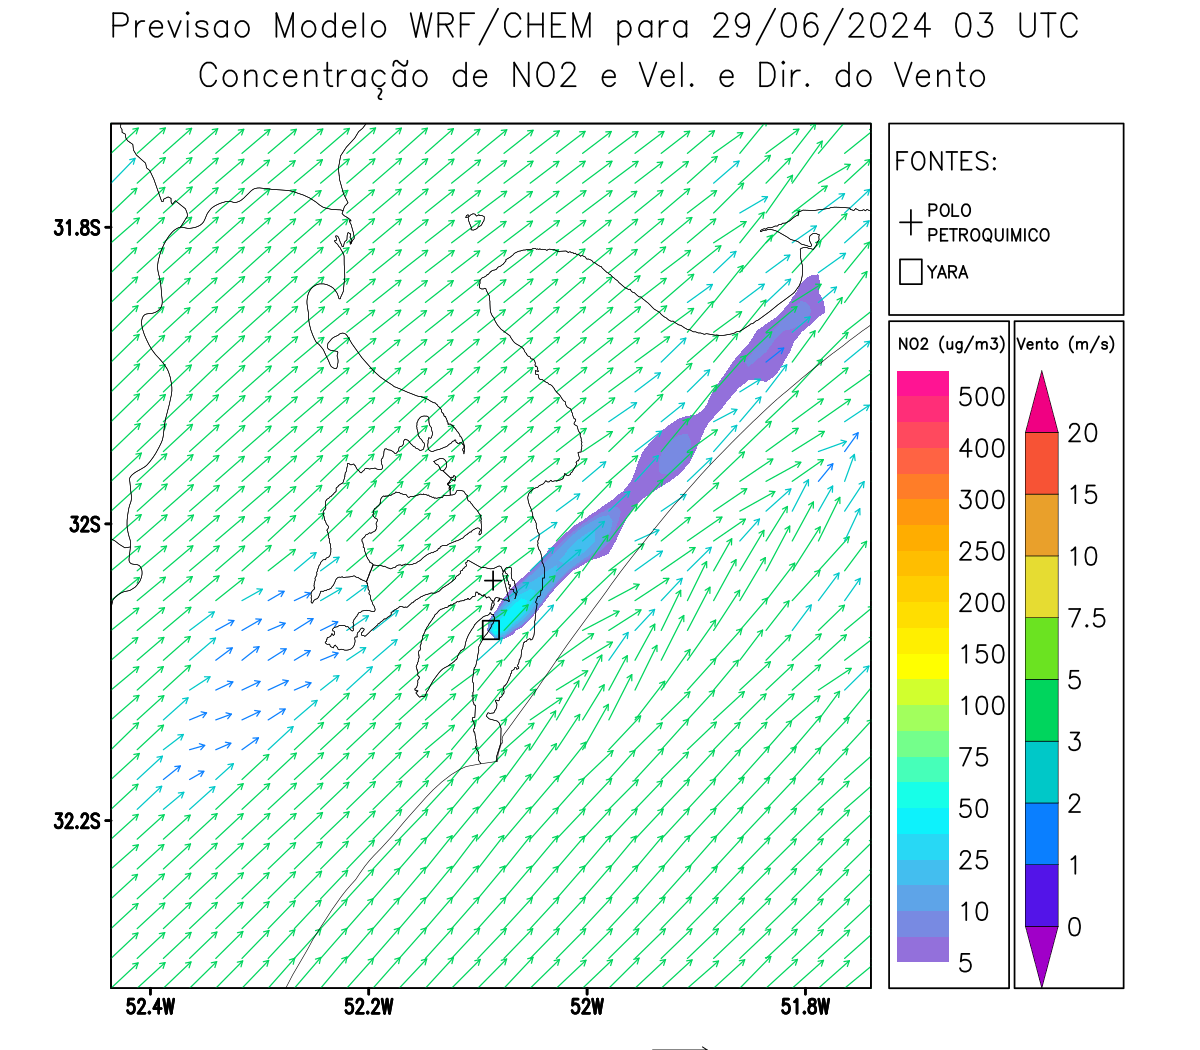 Previsao Modelo WRF/CHEM para 29/06/2024 03 UTC
Concentração de NO2 e Vel. e Dir. do Vento
FONTES:
POLO
PETROQUIMICO
YARA
NO2 (ug/m3)
500
400
300
250
200
150
100
75
50
25
10
5
Vento (m/s)
20
15
10
7.5
5
3
2
1
0
31.8S
32S
32.2S
52.4W
52.2W
52W
51.8W